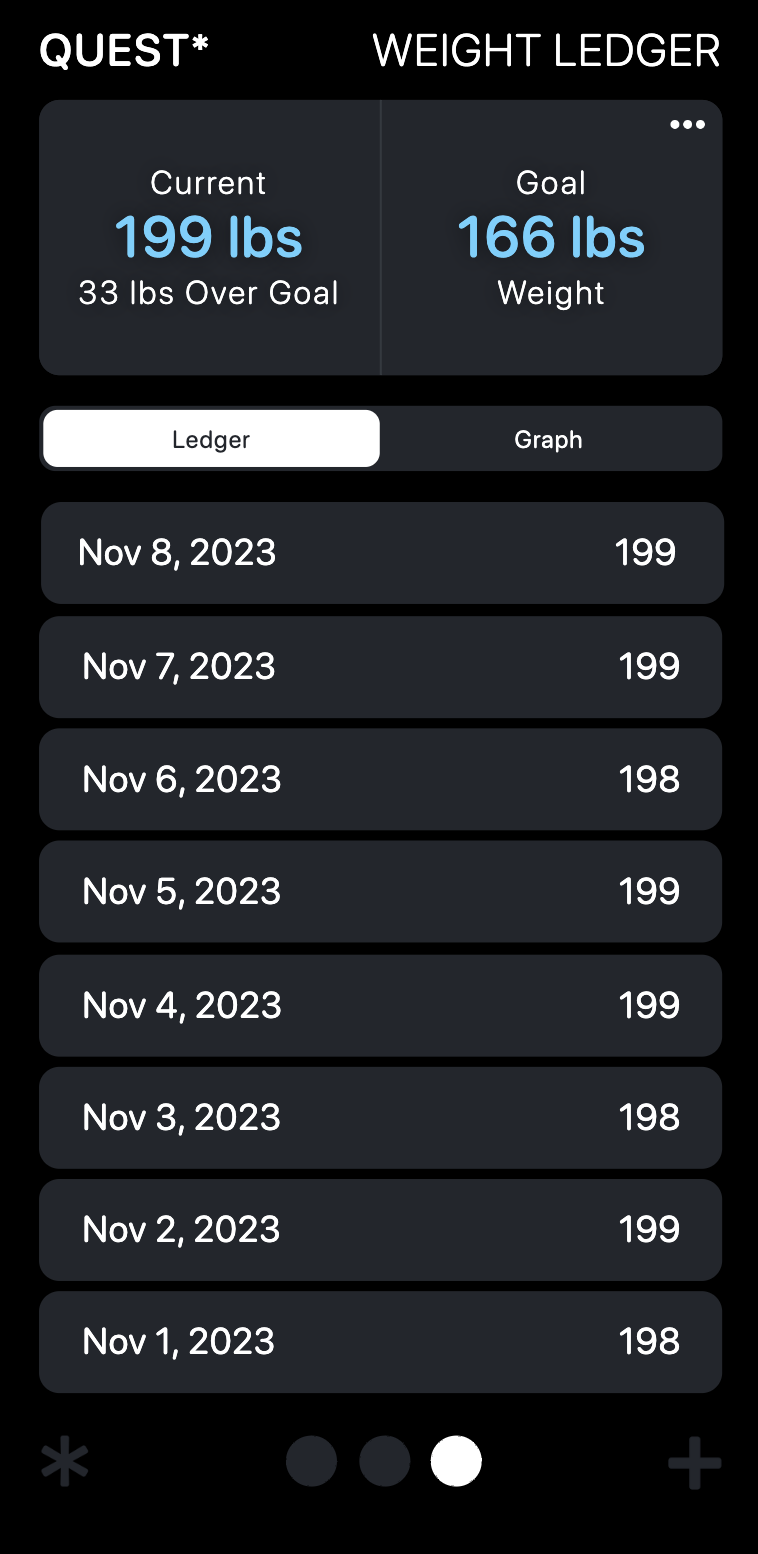 QUEST* WEIGHT LEDGER
Current
199 lbs
33 lbs Over Goal
Goal
166 lbs
Weight
Ledger Graph
Nov 8, 2023 199
Nov 7, 2023 199
Nov 6, 2023 198
Nov 5, 2023 199
Nov 4, 2023 199
Nov 3, 2023 198
Nov 2, 2023 199
Nov 1, 2023 198